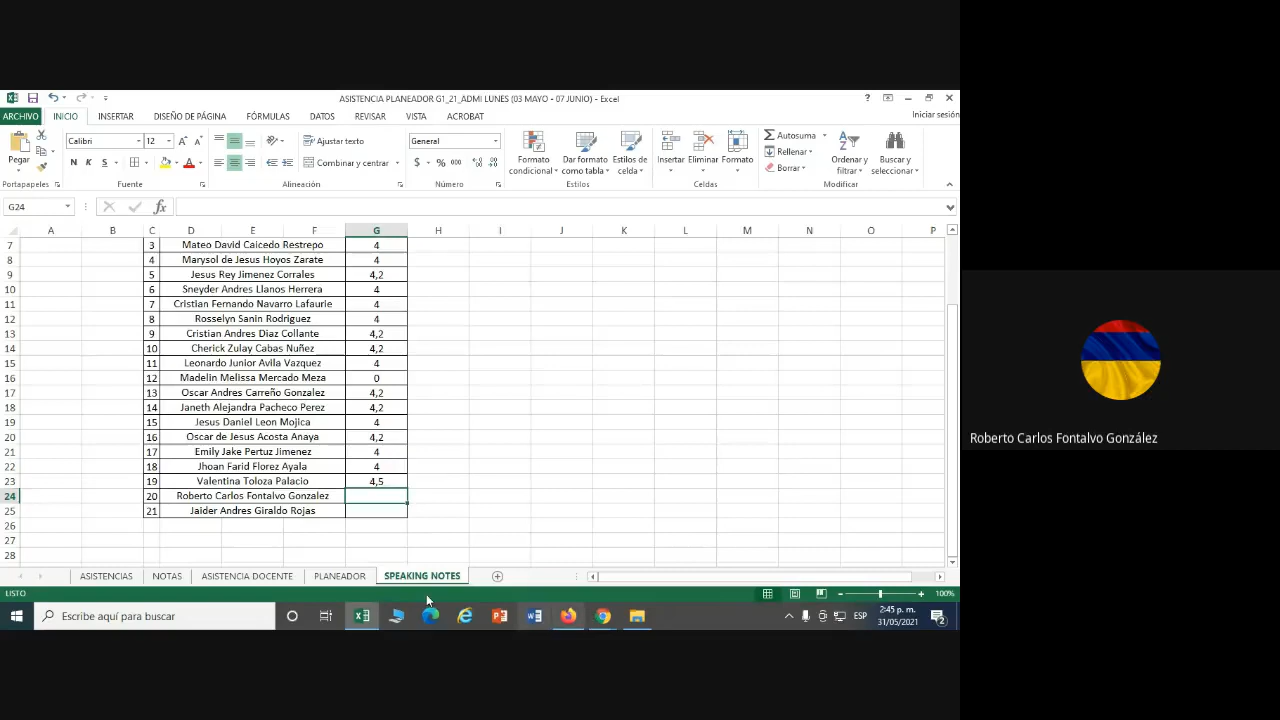 ASISTENCIA PLANEADOR G1_21_ADMI LUNES (03 MAYO - 07 JUNIO) - Excel
ARCHIVO INICIO INSERTAR DISEÑO DE PÁGINA FÓRMULAS DATOS REVISAR VISTA ACROBAT Iniciar sesión
Pegar
Calibri 12
N K S
Ajustar texto
Combinar y centrar
General
$ % 000
Formato condicional
Dar formato como tabla
Estilos de celda
Insertar
Eliminar
Formato
Autosuma
Rellenar
Borrar
Ordenar y filtrar
Buscar y seleccionar
Portapapeles Fuente Alineación Número Estilos Celdas Modificar
G24 fx
A B C D E F G H I J K L M N O P
7 3 Mateo David Caicedo Restrepo 4
8 4 Marysol de Jesus Hoyos Zarate 4
9 5 Jesus Rey Jimenez Corrales 4,2
10 6 Sneyder Andres Llanos Herrera 4
11 7 Cristian Fernando Navarro Lafaurie 4
12 8 Rosselyn Sanin Rodriguez 4
13 9 Cristian Andres Diaz Collante 4,2
14 10 Cherick Zulay Cabas Nuñez 4,2
15 11 Leonardo Junior Avila Vazquez 4
16 12 Madelin Melissa Mercado Meza 0
17 13 Oscar Andres Carreño Gonzalez 4,2
18 14 Janeth Alejandra Pacheco Perez 4,2
19 15 Jesus Daniel Leon Mojica 4
20 16 Oscar de Jesus Acosta Anaya 4,2
21 17 Emily Jake Pertuz Jimenez 4
22 18 Jhoan Farid Florez Ayala 4
23 19 Valentina Toloza Palacio 4,5
24 20 Roberto Carlos Fontalvo Gonzalez
25 21 Jaider Andres Giraldo Rojas
26
27
28
ASISTENCIAS NOTAS ASISTENCIA DOCENTE PLANEADOR SPEAKING NOTES
LISTO 100%
Escribe aquí para buscar
ESP
2:45 p. m.
31/05/2021
2
Roberto Carlos Fontalvo González